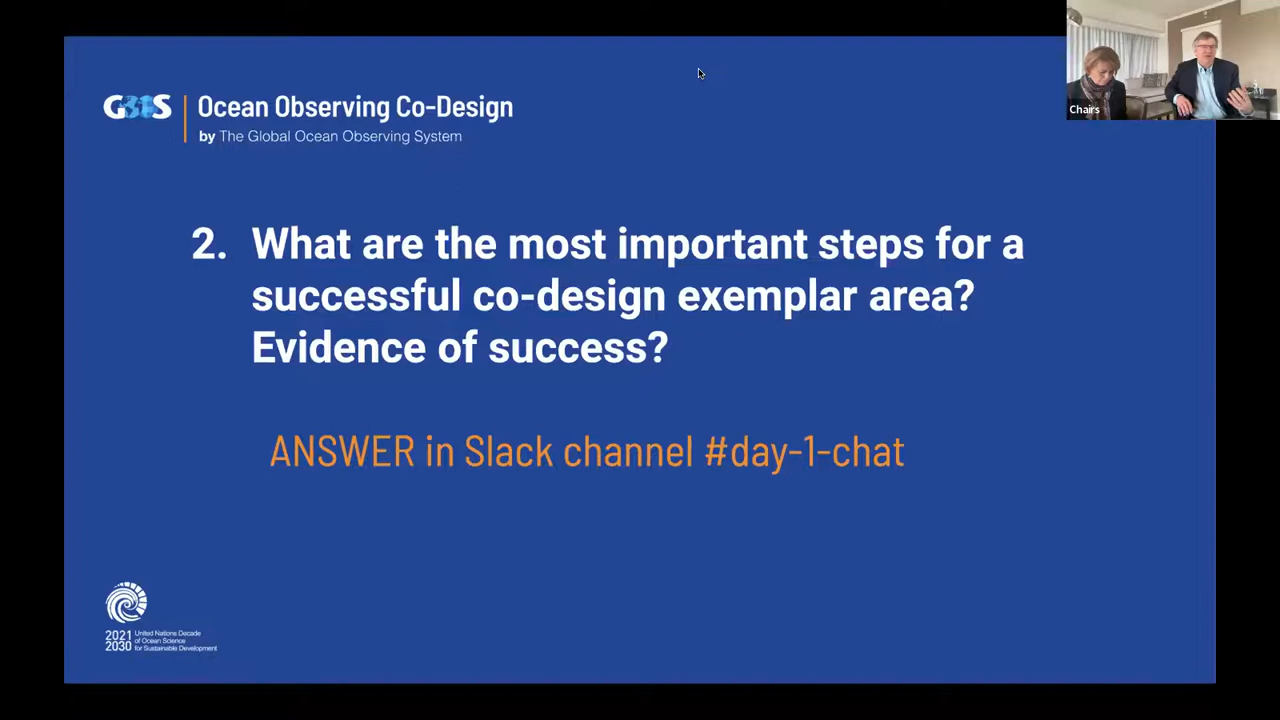 GOOS
Ocean Observing Co-Design
by The Global Ocean Observing System
Chairs
2. What are the most important steps for a
successful co-design exemplar area?
Evidence of success?
ANSWER in Slack channel #day-1-chat
2021
2030
United Nations Decade
of Ocean Science
for Sustainable Development